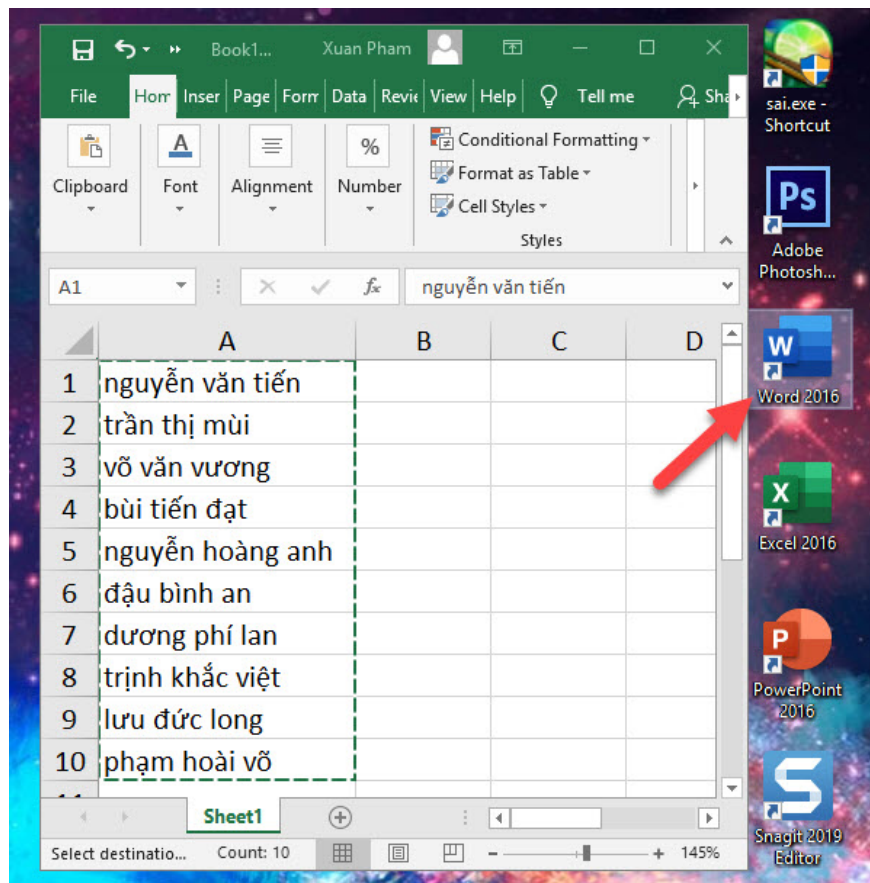 Book1... Xuan Pham
File Hom Inser Page Form Data Revie View Help Tell me Sha
Clipboard Font Alignment Number
%
Conditional Formatting
Format as Table
Cell Styles
Styles
A1 fx nguyễn văn tiến
A B C D
1 nguyễn văn tiến
2 trần thị mùi
3 võ văn vương
4 bùi tiến đạt
5 nguyễn hoàng anh
6 đậu bình an
7 dương phí lan
8 trịnh khắc việt
9 lưu đức long
10 phạm hoài võ
Sheet1
Select destinatio... Count: 10 145%
sai.exe -
Shortcut
Ps
Adobe
Photosh...
W
Word 2016
X
Excel 2016
P
PowerPoint
2016
S
Snagit 2019
Editor